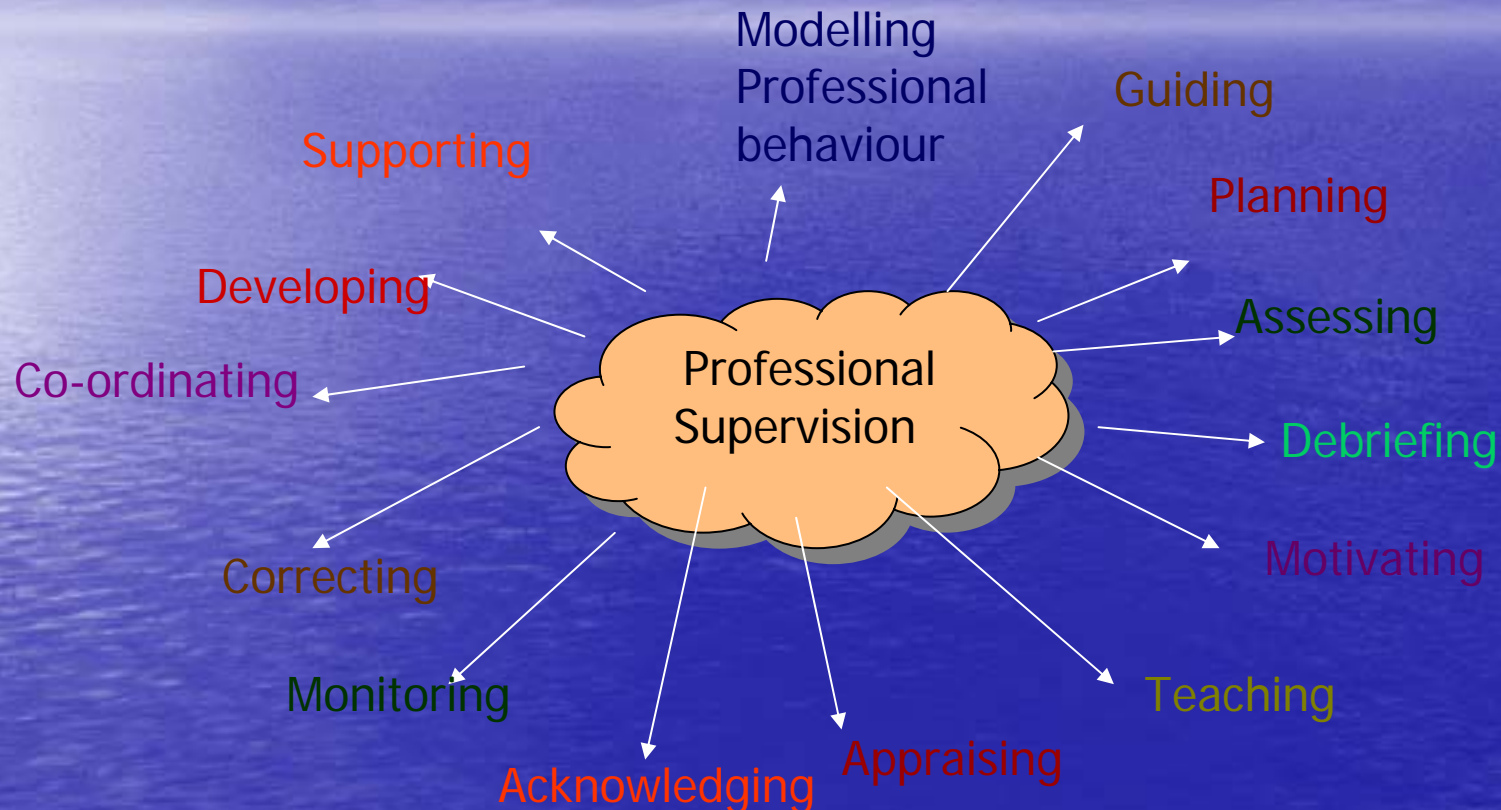 Modelling
Professional
behaviour
Guiding
Supporting
Planning
Developing
Assessing
Co-ordinating
Professional
Supervision
Debriefing
Correcting
Motivating
Monitoring
Teaching
Appraising
Acknowledging